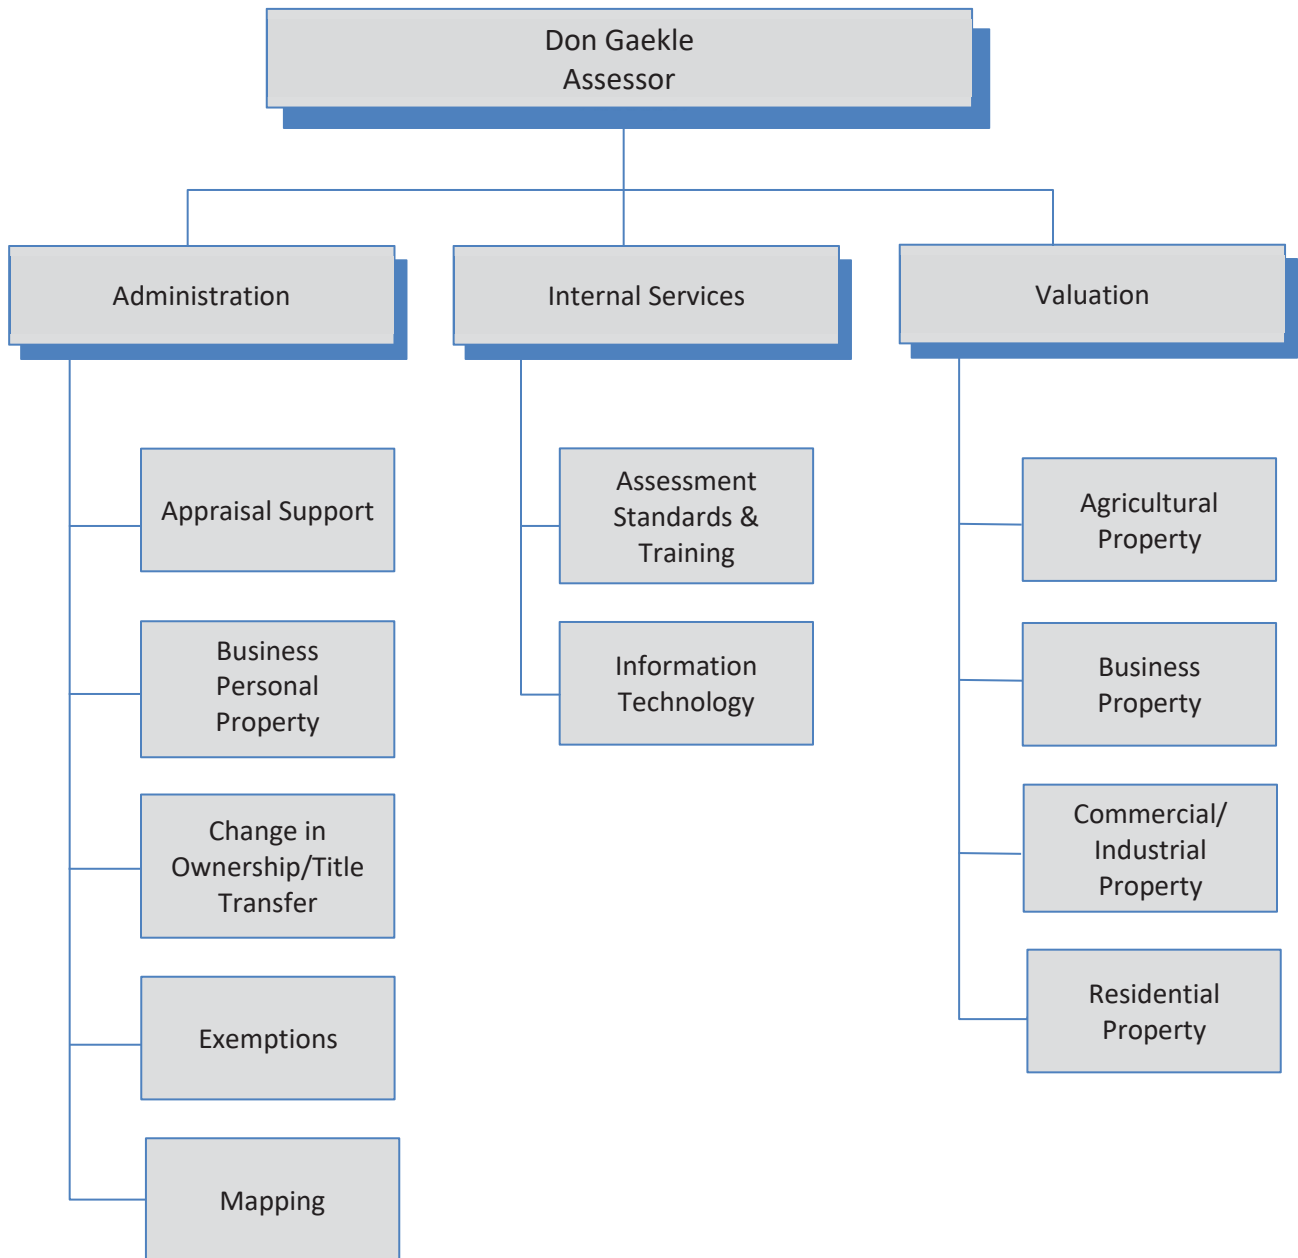 Don Gaekle
Assessor
Administration
Internal Services
Valuation
Appraisal Support
Business
Personal
Property
Change in
Ownership/Title
Transfer
Exemptions
Mapping
Assessment
Standards &
Training
Information
Technology
Agricultural
Property
Business
Property
Commercial/
Industrial
Property
Residential
Property